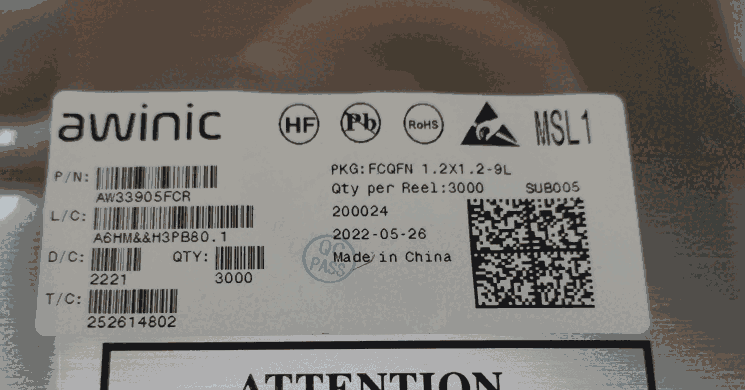 awinic HF Pb RoHS MSL1
P/N:
AW33905FCR
L/C:
A6HM&&H3PB80.1
D/C: QTY:
2221 3000
T/C:
252614802
PKG:FCQFN 1.2X1.2-9L
Qty per Reel:3000 SUB005
200024
2022-05-26
Made in China
QC
PASS
ATTENTION